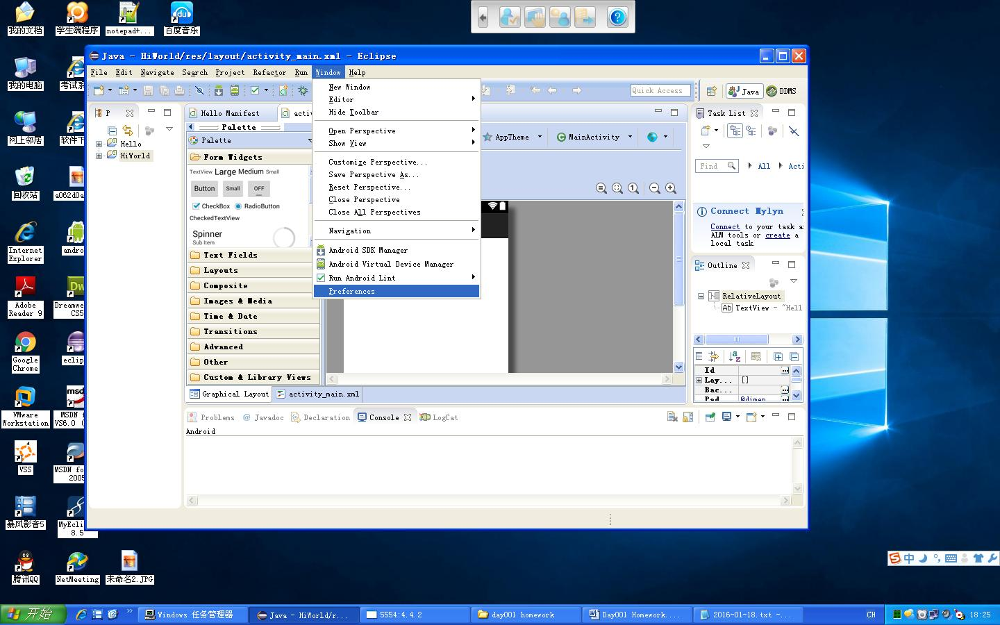 我的文档
学生端程序
notepad+...
百度音乐
我的电脑
考试系
网上邻居
软件下
回收站
a062d0a
Internet
Explorer
andro
Adobe
Reader 9
Dreamwe
CS5
Google
Chrome
eclip
VMware
Workstation
MSDN f
VS6.0 (
VSS
MSDN fo
2005
暴风影音5
MyEcli
8.5
腾讯QQ
NetMeeting
未命名2.JPG
Java - HiWorld/res/layout/activity_main.xml - Eclipse
File Edit Navigate Search Project Refactor Run Window Help
Quick Access
Java
DDMS
P
Hello
HiWorld
Hello Manifest
activ
Palette
Palette
Form Widgets
TextView Large Medium Small
Button Small OFF
CheckBox RadioButton
CheckedTextView
Spinner
Sub Item
Text Fields
Layouts
Composite
Images & Media
Time & Date
Transitions
Advanced
Other
Custom & Library Views
Graphical Layout
activity_main.xml
New Window
Editor
Hide Toolbar
Open Perspective
Show View
Customize Perspective...
Save Perspective As...
Reset Perspective...
Close Perspective
Close All Perspectives
Navigation
Android SDK Manager
Android Virtual Device Manager
Run Android Lint
Preferences
AppTheme
MainActivity
Task List
Find
All
Acti
Connect Mylyn
Connect to your task a
ALM tools or create a
local task.
Outline
RelativeLayout
Ab TextView - "Hell
Id
Lay... []
Bac...
Pad @dimen
Problems
@ Javadoc
Declaration
Console
LogCat
Android
中
开始
Windows 任务管理器
Java - HiWorld/r...
5554:4.4.2
day001 homework
Day001 Homework....
2016-01-18.txt -...
CH
18:25